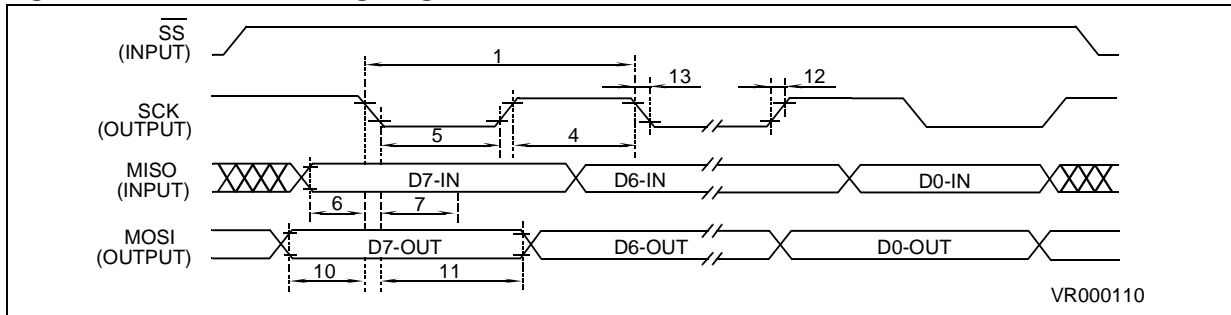 SS
(INPUT)
1
13
12
SCK
(OUTPUT)
5
4
MISO
(INPUT)
D7-IN
D6-IN
D0-IN
6
7
MOSI
(OUTPUT)
D7-OUT
D6-OUT
D0-OUT
10
11
VR000110